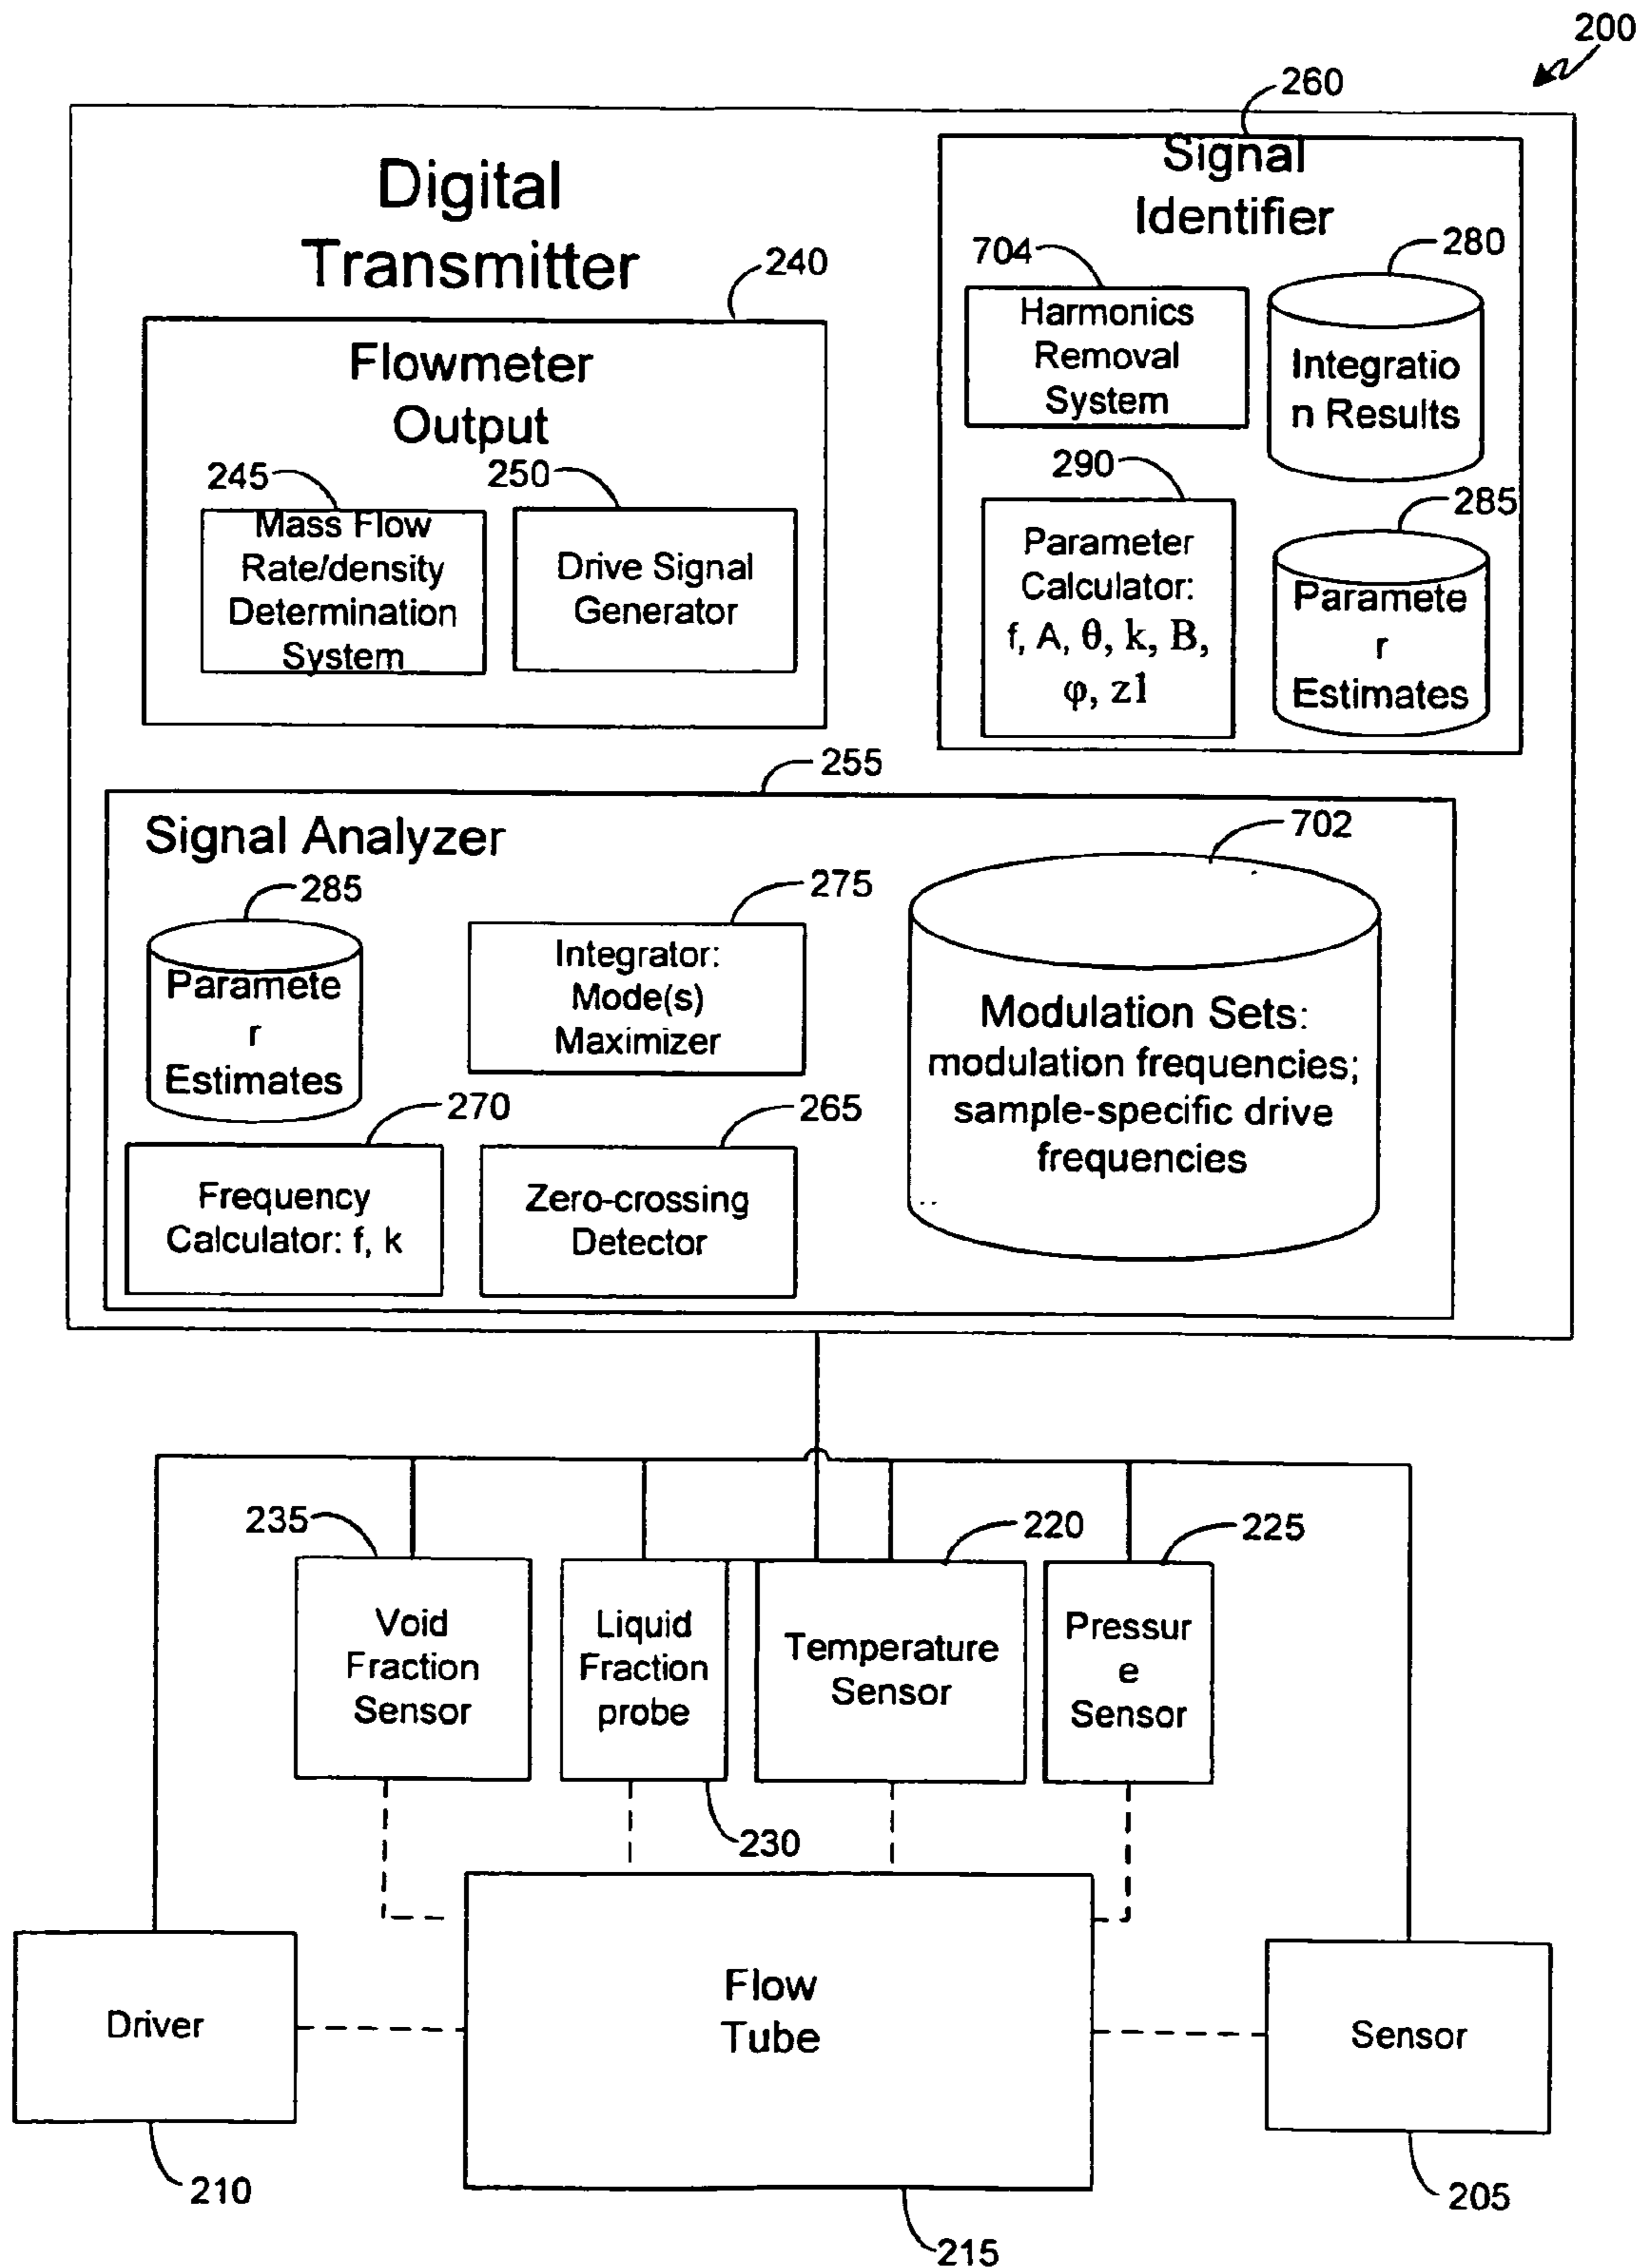 200
260
Digital
Transmitter
Signal
Identifier
704
280
Harmonics
Removal
System
Integratio
n Results
240
Flowmeter
Output
245
250
Mass Flow
Rate/density
Determination
System
Drive Signal
Generator
290
285
Parameter
Calculator:
f, A, θ, k, B,
φ, z1
Paramete
r
Estimates
255
Signal Analyzer
702
285
275
Paramete
r
Estimates
Integrator:
Mode(s)
Maximizer
Modulation Sets:
modulation frequencies;
sample-specific drive
frequencies
270
265
Frequency
Calculator: f, k
Zero-crossing
Detector
235
220
225
Void
Fraction
Sensor
Liquid
Fraction
probe
Temperature
Sensor
Pressur
e
Sensor
230
Driver
Flow
Tube
Sensor
210
205
215